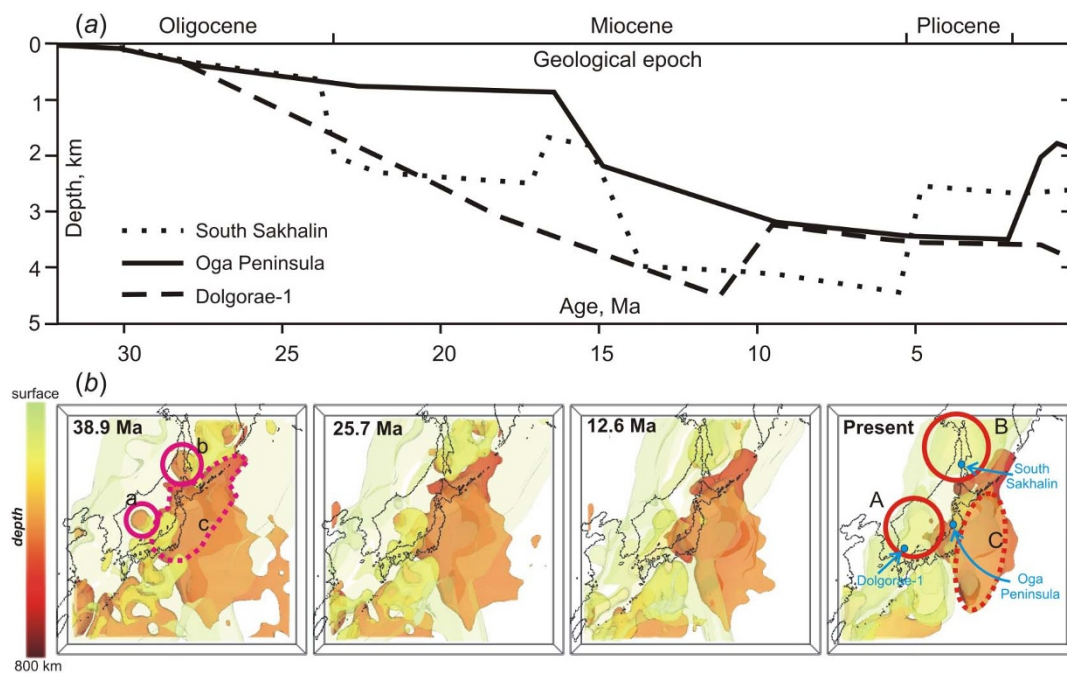 (a)
Oligocene
Miocene
Pliocene
Geological epoch
0
1
2
3
4
5
Depth, km
South Sakhalin
Oga Peninsula
Dolgorae-1
Age, Ma
30
25
20
15
10
5
(b)
surface
depth
800 km
38.9 Ma
a
b
c
25.7 Ma
12.6 Ma
Present
A
B
C
South
Sakhalin
Dolgorae-1
Oga
Peninsula